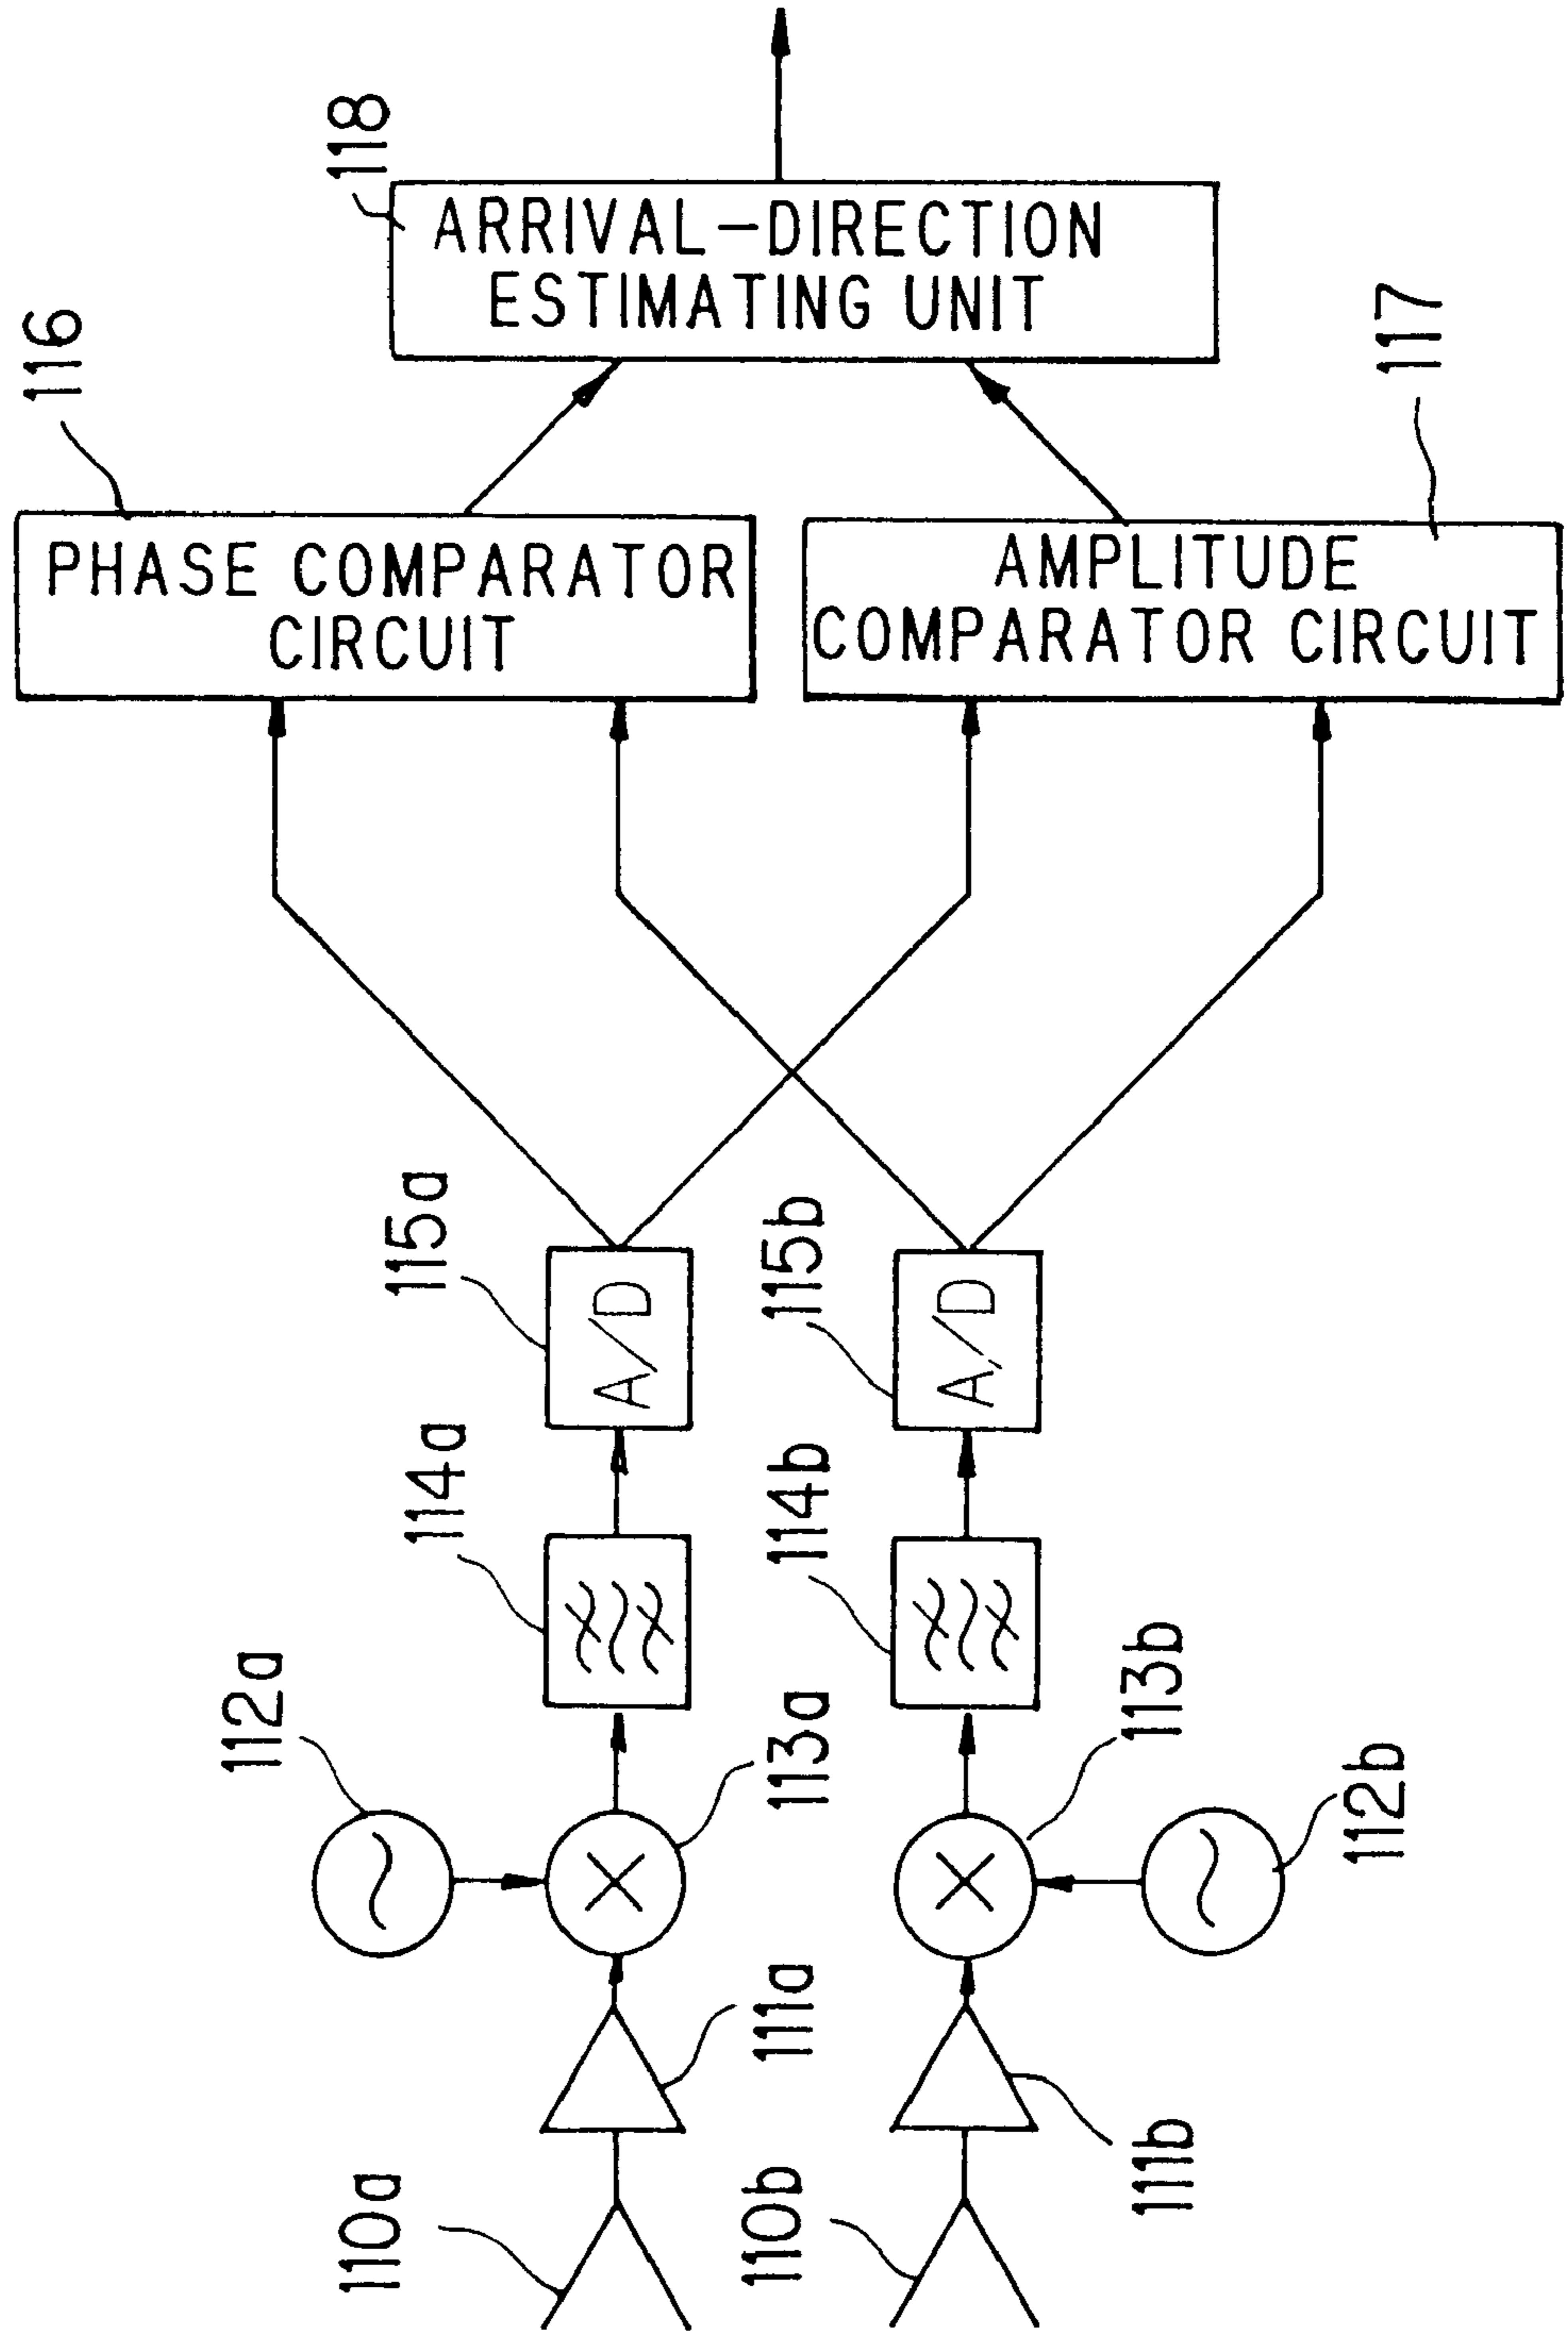 118
ARRIVAL-DIRECTION
ESTIMATING UNIT
116
117
PHASE COMPARATOR
CIRCUIT
AMPLITUDE
COMPARATOR CIRCUIT
115a
115b
A/D
A/D
114a
114b
112a
113a
113b
112b
111a
111b
110a
110b